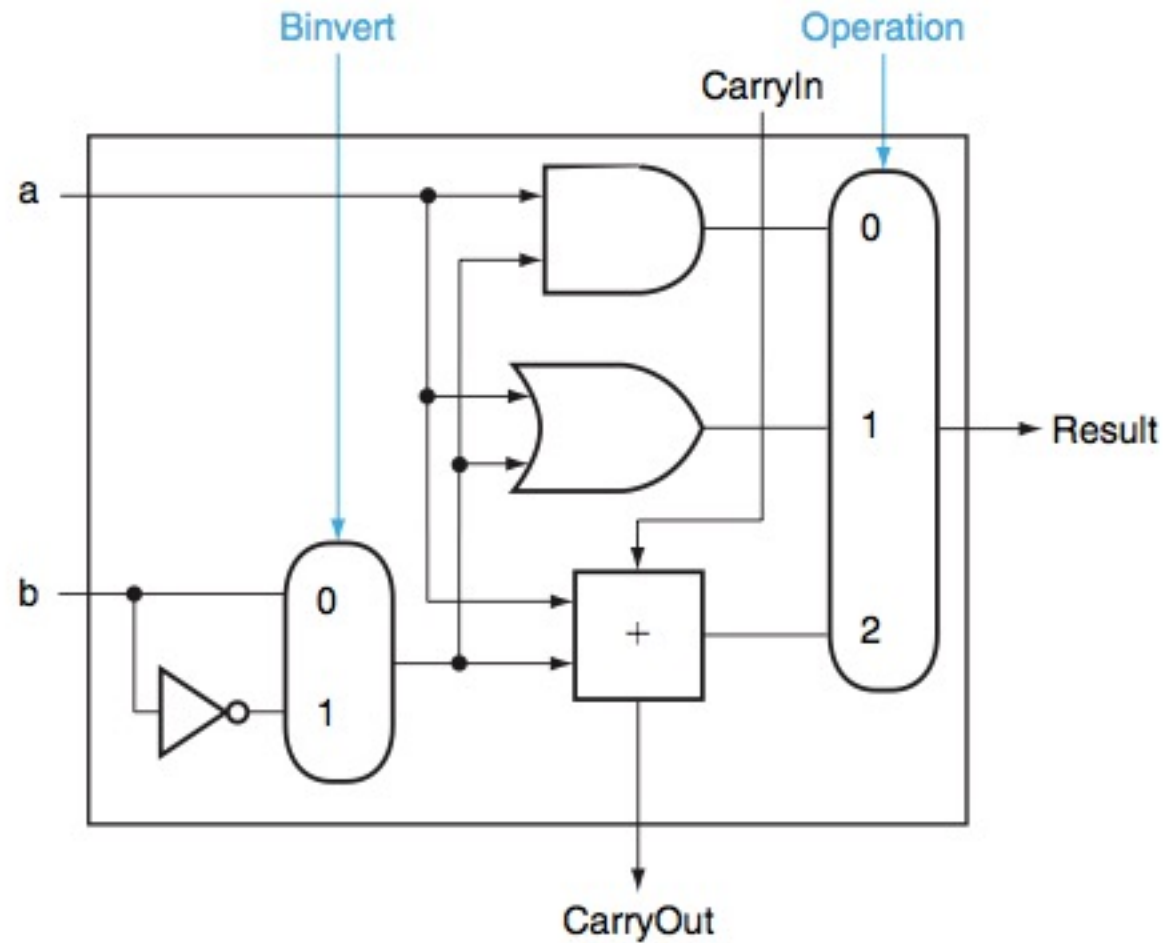 Binvert
Operation
CarryIn
a
0
1
Result
b
0
+
2
1
CarryOut